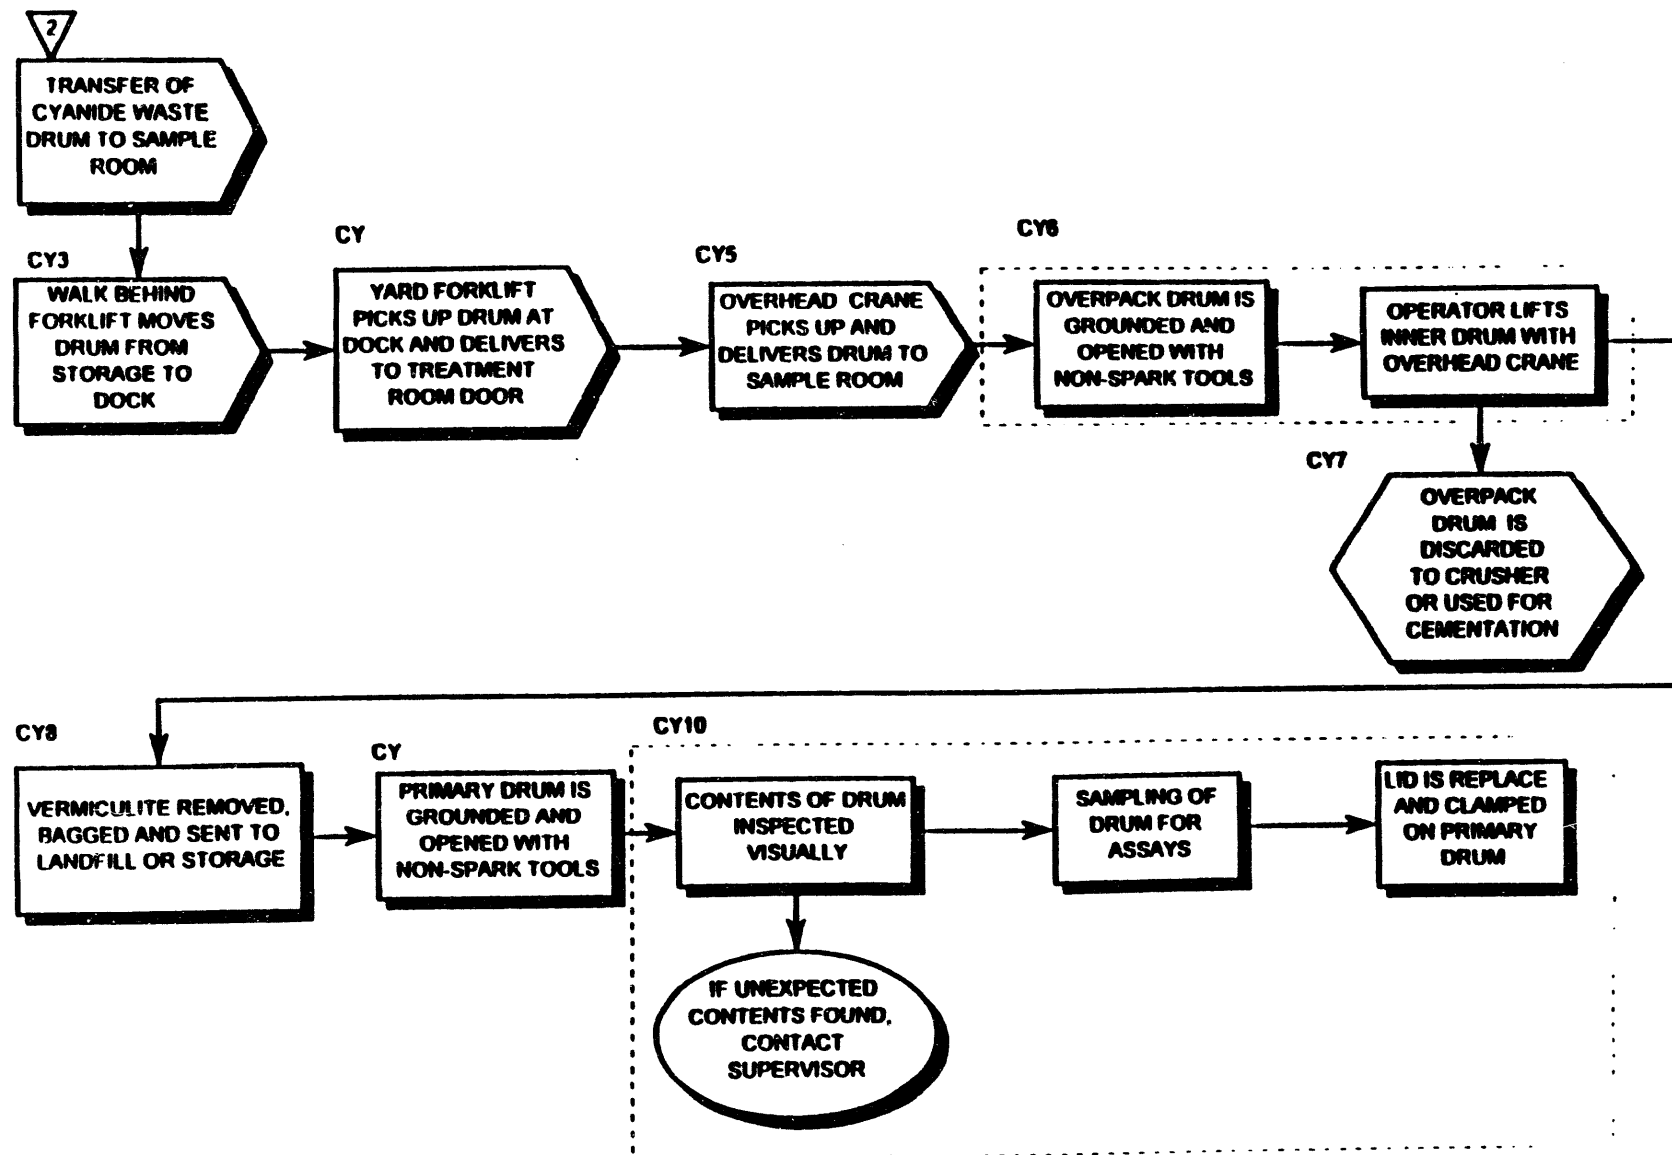 2
TRANSFER OF
CYANIDE WASTE
DRUM TO SAMPLE
ROOM
CY3
WALK BEHIND
FORKLIFT MOVES
DRUM FROM
STORAGE TO
DOCK
CY
YARD FORKLIFT
PICKS UP DRUM AT
DOCK AND DELIVERS
TO TREATMENT
ROOM DOOR
CY5
OVERHEAD CRANE
PICKS UP AND
DELIVERS DRUM TO
SAMPLE ROOM
CY6
OVERPACK DRUM IS
GROUNDED AND
OPENED WITH
NON-SPARK TOOLS
OPERATOR LIFTS
INNER DRUM WITH
OVERHEAD CRANE
CY7
OVERPACK
DRUM IS
DISCARDED
TO CRUSHER
OR USED FOR
CEMENTATION
CY8
VERMICULITE REMOVED,
BAGGED AND SENT TO
LANDFILL OR STORAGE
CY
PRIMARY DRUM IS
GROUNDED AND
OPENED WITH
NON-SPARK TOOLS
CY10
CONTENTS OF DRUM
INSPECTED
VISUALLY
SAMPLING OF
DRUM FOR
ASSAYS
LID IS REPLACE
AND CLAMPED
ON PRIMARY
DRUM
IF UNEXPECTED
CONTENTS FOUND,
CONTACT
SUPERVISOR